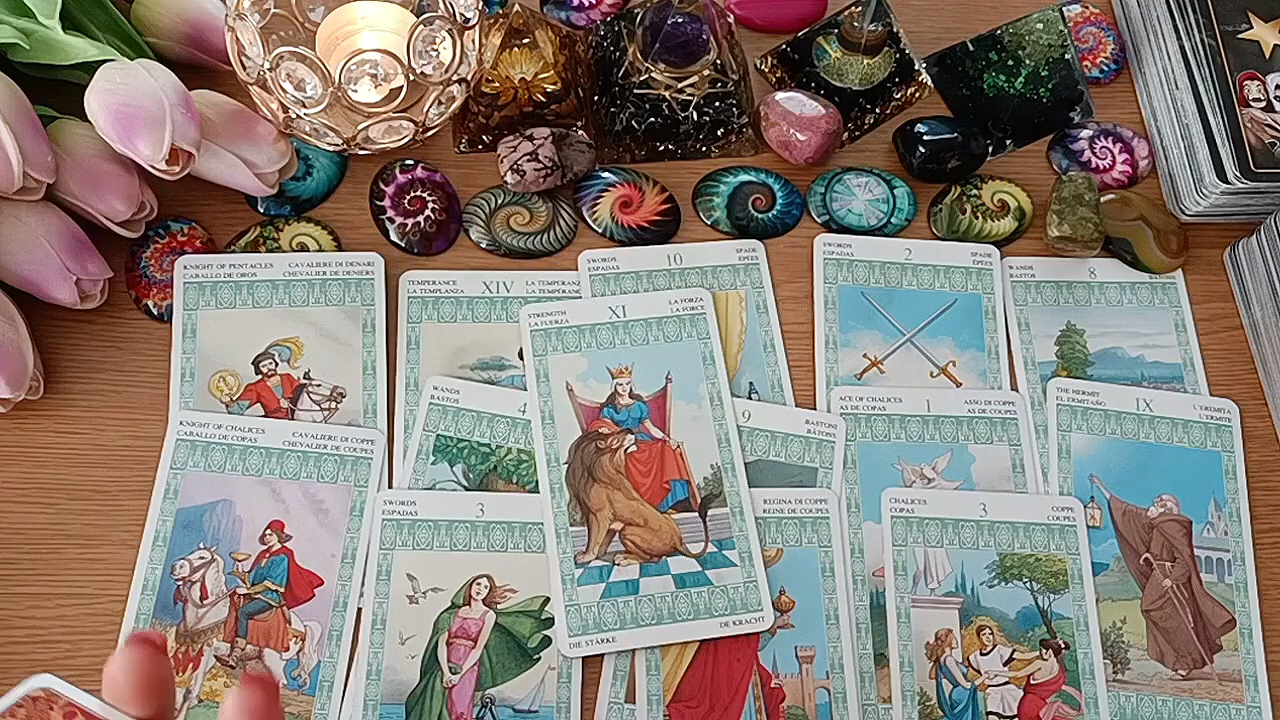 KNIGHT OF PENTACLES CAVALIERE DI DENARI
CABALLO DE OROS CHEVALIER DE DENIERS
TEMPERANCE XIV LA TEMPERANZ
LA TEMPLANZA LA TEMPERANC
SWORDS 10 SPADE
ESPADAS ÉPÉES
SWORDS 2 SPADE
ESPADAS ÉPÉES
WANDS 8
BASTOS BÂTONS
STRENGTH XI LA FORZA
LA FUERZA LA FORCE
DIE STÄRKE DE KRACHT
WANDS 4
BASTOS
9 BASTONI
BÂTONS
ACE OF CHALICES 1 ASSO DI COPPE
AS DE COPAS AS DE COUPES
THE HERMIT IX L'EREMITA
EL ERMITAÑO L'ERMITE
KNIGHT OF CHALICES CAVALIERE DI COPPE
CABALLO DE COPAS CHEVALIER DE COUPES
SWORDS 3
ESPADAS
REGINA DI COPPE
REINE DE COUPES
CHALICES 3 COPPE
COPAS COUPES